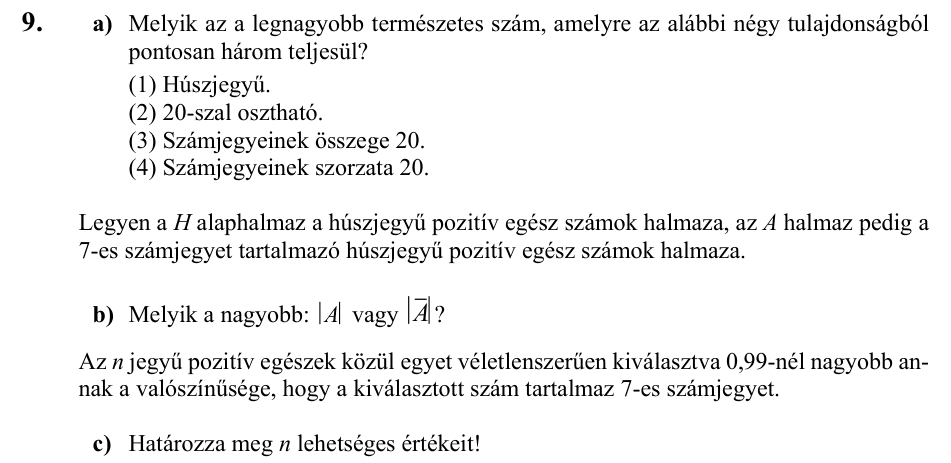 9. a) Melyik az a legnagyobb természetes szám, amelyre az alábbi négy tulajdonságból
pontosan három teljesül?
(1) Húszjegyű.
(2) 20-szal osztható.
(3) Számjegyeinek összege 20.
(4) Számjegyeinek szorzata 20.
Legyen a H alaphalmaz a húszjegyű pozitív egész számok halmaza, az A halmaz pedig a
7-es számjegyet tartalmazó húszjegyű pozitív egész számok halmaza.
b) Melyik a nagyobb: |A| vagy |A̅|?
Az n jegyű pozitív egészek közül egyet véletlenszerűen kiválasztva 0,99-nél nagyobb an-
nak a valószínűsége, hogy a kiválasztott szám tartalmaz 7-es számjegyet.
c) Határozza meg n lehetséges értékeit!